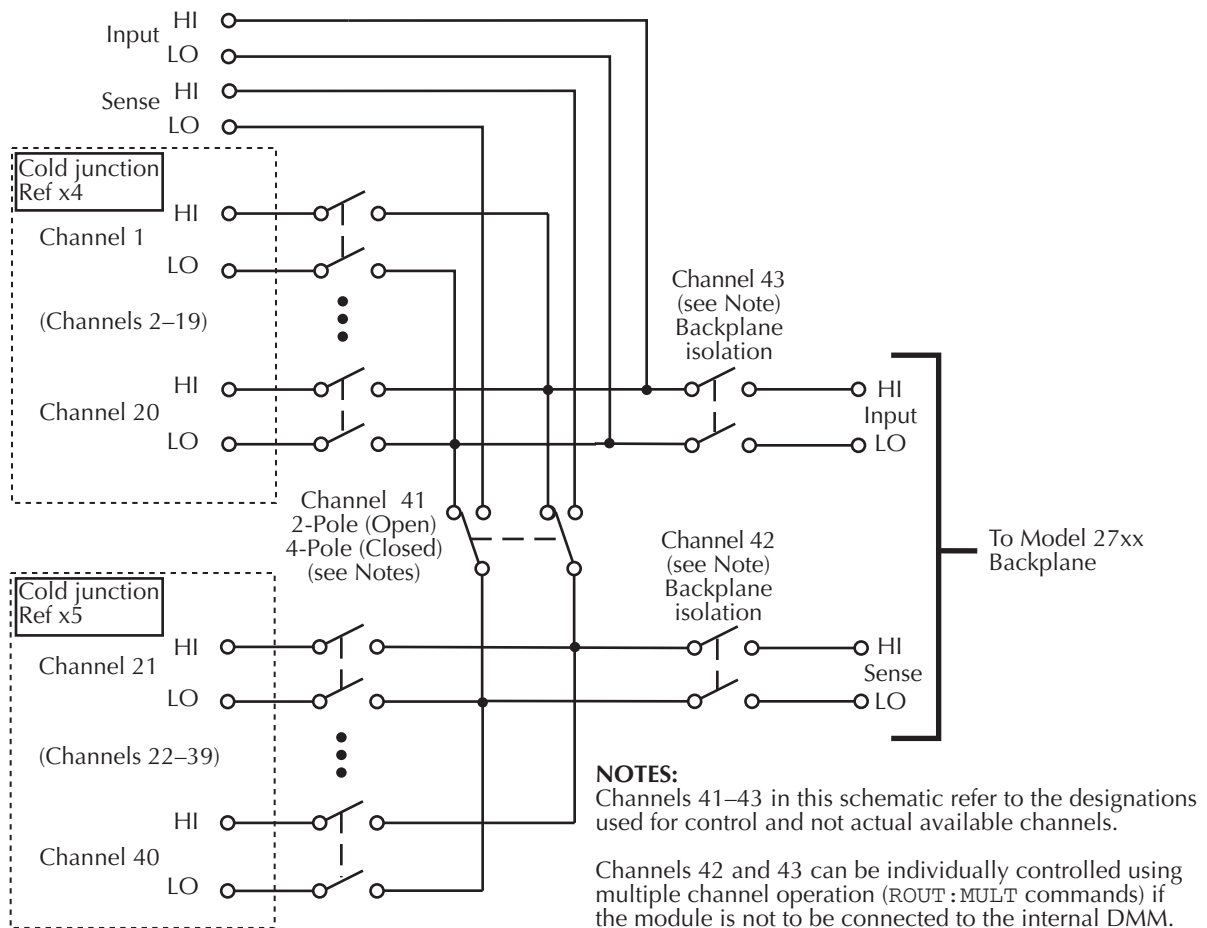 Input
HI
LO
Sense
HI
LO
Cold junction
Ref x4
HI
Channel 1
LO
(Channels 2–19)
HI
Channel 20
LO
Channel 43
(see Note)
Backplane
isolation
HI
Input
LO
Channel 41
2-Pole (Open)
4-Pole (Closed)
(see Notes)
Channel 42
(see Note)
Backplane
isolation
To Model 27xx
Backplane
Cold junction
Ref x5
HI
Channel 21
LO
HI
Sense
LO
(Channels 22–39)
HI
Channel 40
LO
NOTES:
Channels 41–43 in this schematic refer to the designations
used for control and not actual available channels.
Channels 42 and 43 can be individually controlled using
multiple channel operation (ROUT:MULT commands) if
the module is not to be connected to the internal DMM.